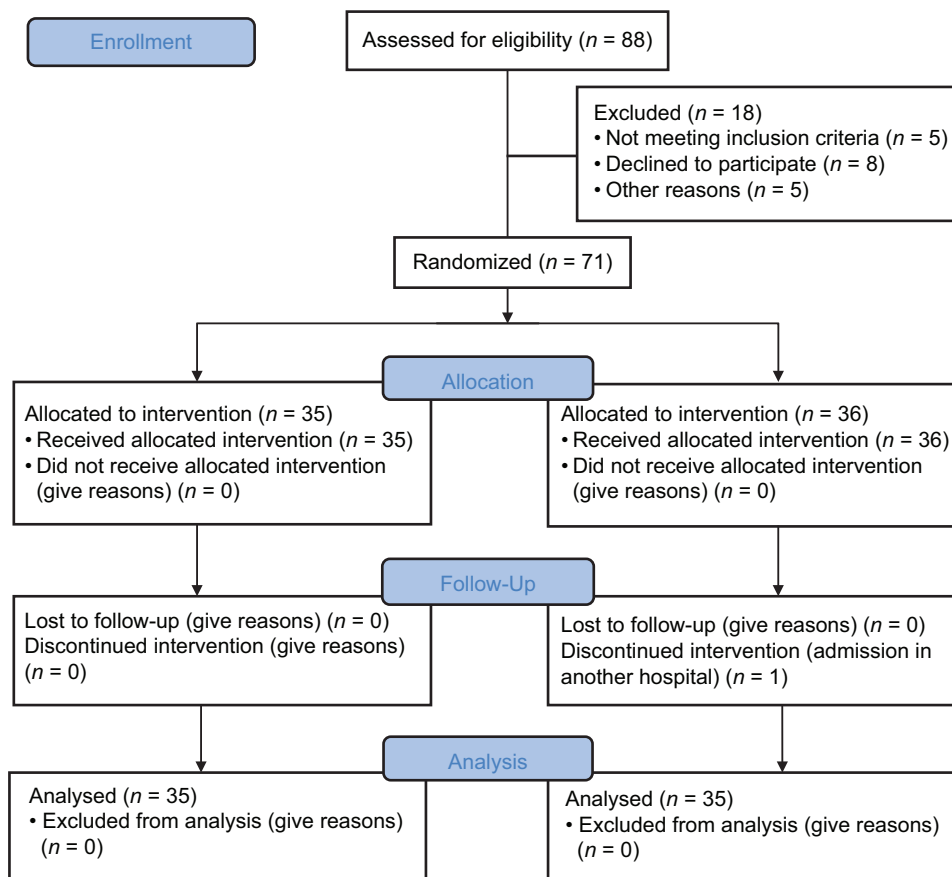 Enrollment
Assessed for eligibility (n = 88)
Excluded (n = 18)
• Not meeting inclusion criteria (n = 5)
• Declined to participate (n = 8)
• Other reasons (n = 5)
Randomized (n = 71)
Allocation
Allocated to intervention (n = 35)
• Received allocated intervention (n = 35)
• Did not receive allocated intervention
(give reasons) (n = 0)
Allocated to intervention (n = 36)
• Received allocated intervention (n = 36)
• Did not receive allocated intervention
(give reasons) (n = 0)
Follow-Up
Lost to follow-up (give reasons) (n = 0)
Discontinued intervention (give reasons)
(n = 0)
Lost to follow-up (give reasons) (n = 0)
Discontinued intervention (admission in
another hospital) (n = 1)
Analysis
Analysed (n = 35)
• Excluded from analysis (give reasons)
(n = 0)
Analysed (n = 35)
• Excluded from analysis (give reasons)
(n = 0)